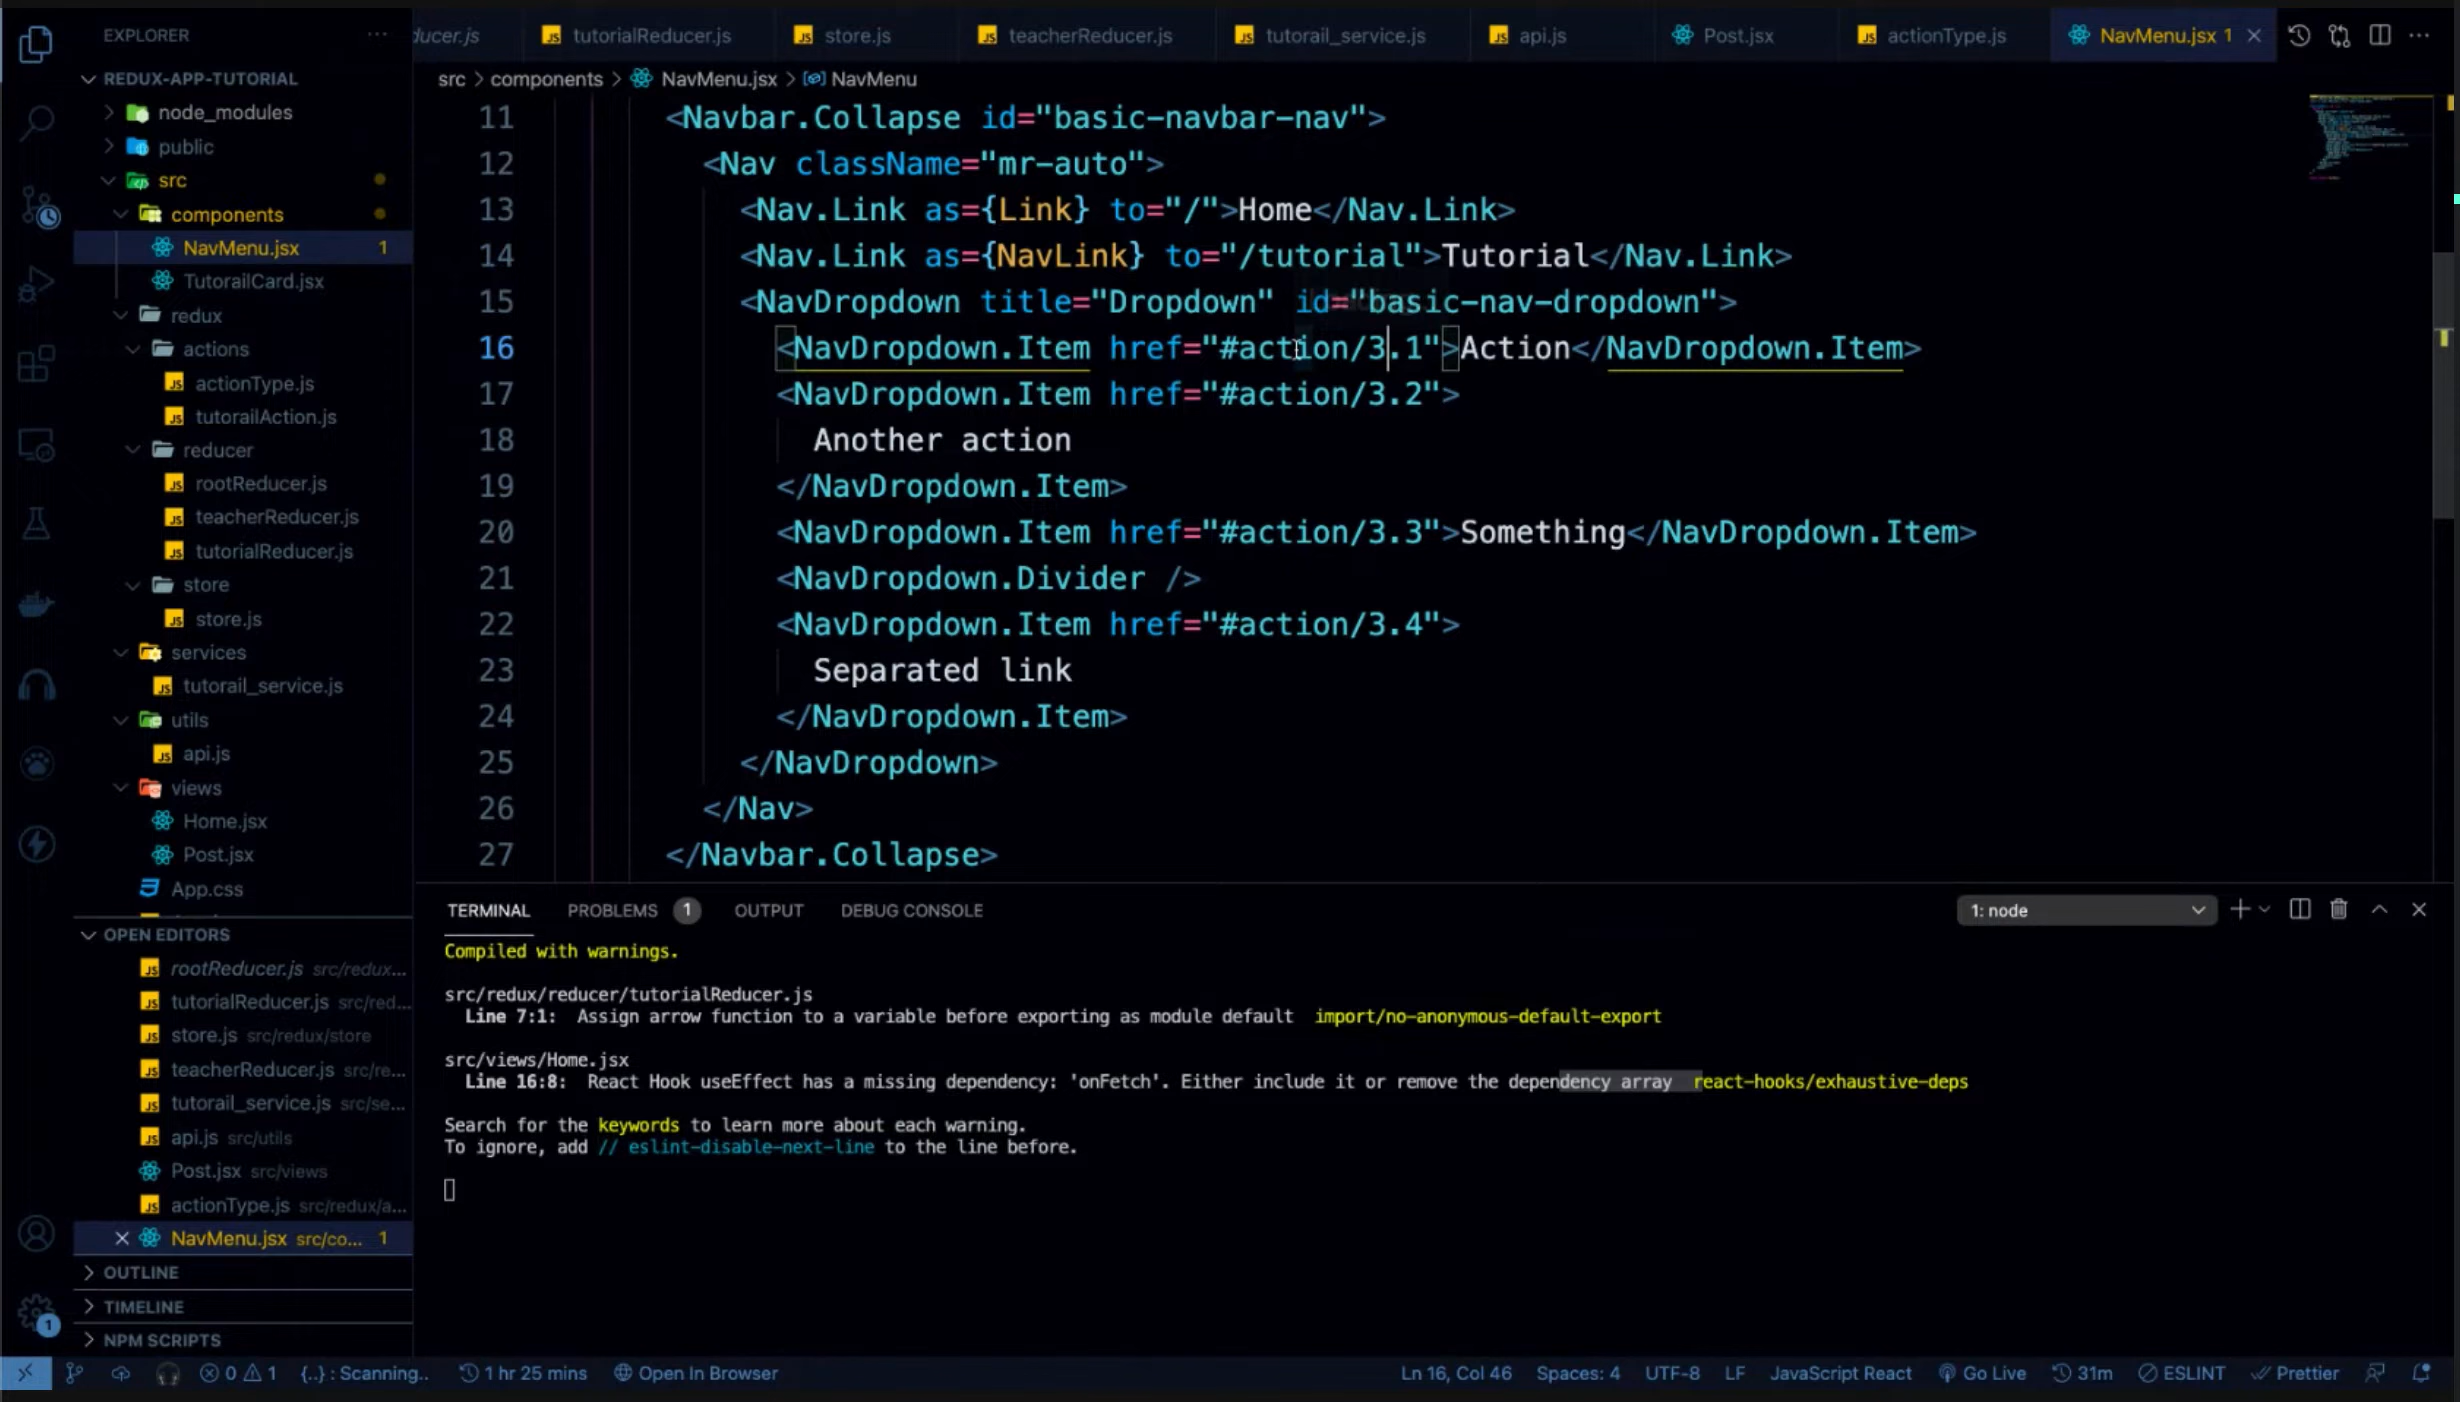 EXPLORER
ducer.js
tutorialReducer.js
store.js
teacherReducer.js
tutorail_service.js
api.js
Post.jsx
actionType.js
NavMenu.jsx 1
REDUX-APP-TUTORIAL
node_modules
public
src
components
NavMenu.jsx 1
TutorailCard.jsx
redux
actions
actionType.js
tutorailAction.js
reducer
rootReducer.js
teacherReducer.js
tutorialReducer.js
store
store.js
services
tutorail_service.js
utils
api.js
views
Home.jsx
Post.jsx
App.css
OPEN EDITORS
rootReducer.js src/redux...
tutorialReducer.js src/red...
store.js src/redux/store
teacherReducer.js src/re...
tutorail_service.js src/se...
api.js src/utils
Post.jsx src/views
actionType.js src/redux/a...
NavMenu.jsx src/co... 1
OUTLINE
TIMELINE
NPM SCRIPTS
src > components > NavMenu.jsx > NavMenu
11 <Navbar.Collapse id="basic-navbar-nav">
12 <Nav className="mr-auto">
13 <Nav.Link as={Link} to="/">Home</Nav.Link>
14 <Nav.Link as={NavLink} to="/tutorial">Tutorial</Nav.Link>
15 <NavDropdown title="Dropdown" id="basic-nav-dropdown">
16 <NavDropdown.Item href="#action/3.1">Action</NavDropdown.Item>
17 <NavDropdown.Item href="#action/3.2">
18 Another action
19 </NavDropdown.Item>
20 <NavDropdown.Item href="#action/3.3">Something</NavDropdown.Item>
21 <NavDropdown.Divider />
22 <NavDropdown.Item href="#action/3.4">
23 Separated link
24 </NavDropdown.Item>
25 </NavDropdown>
26 </Nav>
27 </Navbar.Collapse>
TERMINAL PROBLEMS 1 OUTPUT DEBUG CONSOLE 1: node
Compiled with warnings.
src/redux/reducer/tutorialReducer.js
Line 7:1: Assign arrow function to a variable before exporting as module default import/no-anonymous-default-export
src/views/Home.jsx
Line 16:8: React Hook useEffect has a missing dependency: 'onFetch'. Either include it or remove the dependency array react-hooks/exhaustive-deps
Search for the keywords to learn more about each warning.
To ignore, add // eslint-disable-next-line to the line before.
1
0 1 {..} : Scanning.. 1 hr 25 mins Open In Browser Ln 16, Col 46 Spaces: 4 UTF-8 LF JavaScript React Go Live 31m ESLINT Prettier